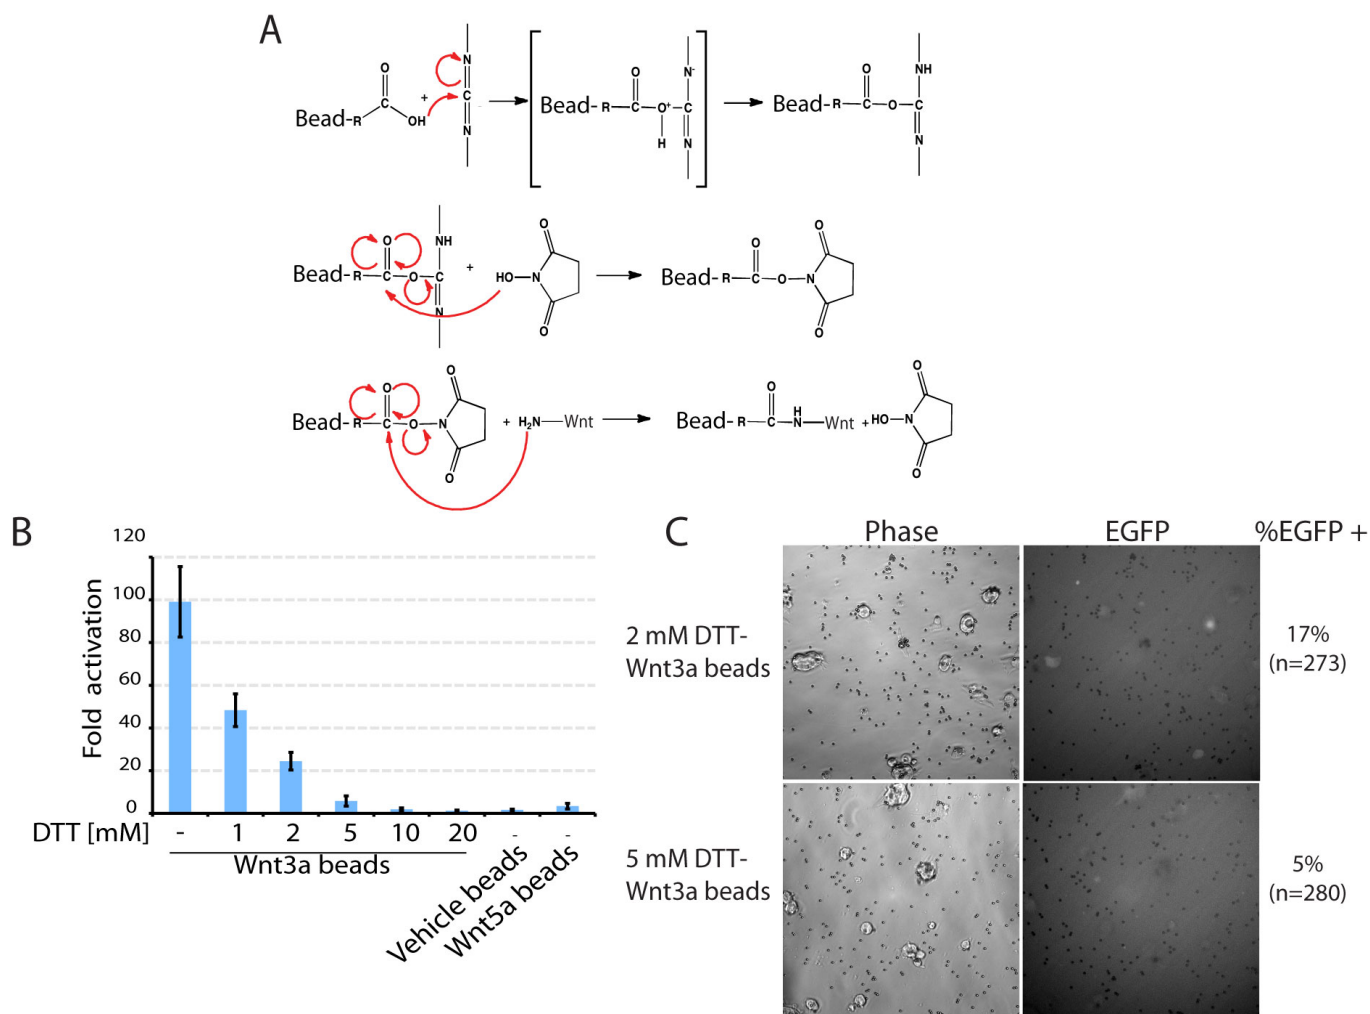 A
O
Bead-R
OH
+
N
C
N
Bead-R-C-O+-C
O
H
N-
N
Bead-R-C-O-C
O
NH
N
Bead-R-C-O-C
O
NH
N
+
HO-N
O
O
Bead-R-C-O-N
O
O
O
Bead-R-C-O-N
O
O
O
+ H2N-Wnt
Bead-R-C-N-Wnt
O
H
+HO-N
O
O
B
Fold activation
120
100
80
60
40
20
0
DTT [mM] - 1 2 5 10 20 - -
Wnt3a beads
Vehicle beads
Wnt5a beads
C
Phase EGFP %EGFP +
2 mM DTT-
Wnt3a beads
17%
(n=273)
5 mM DTT-
Wnt3a beads
5%
(n=280)